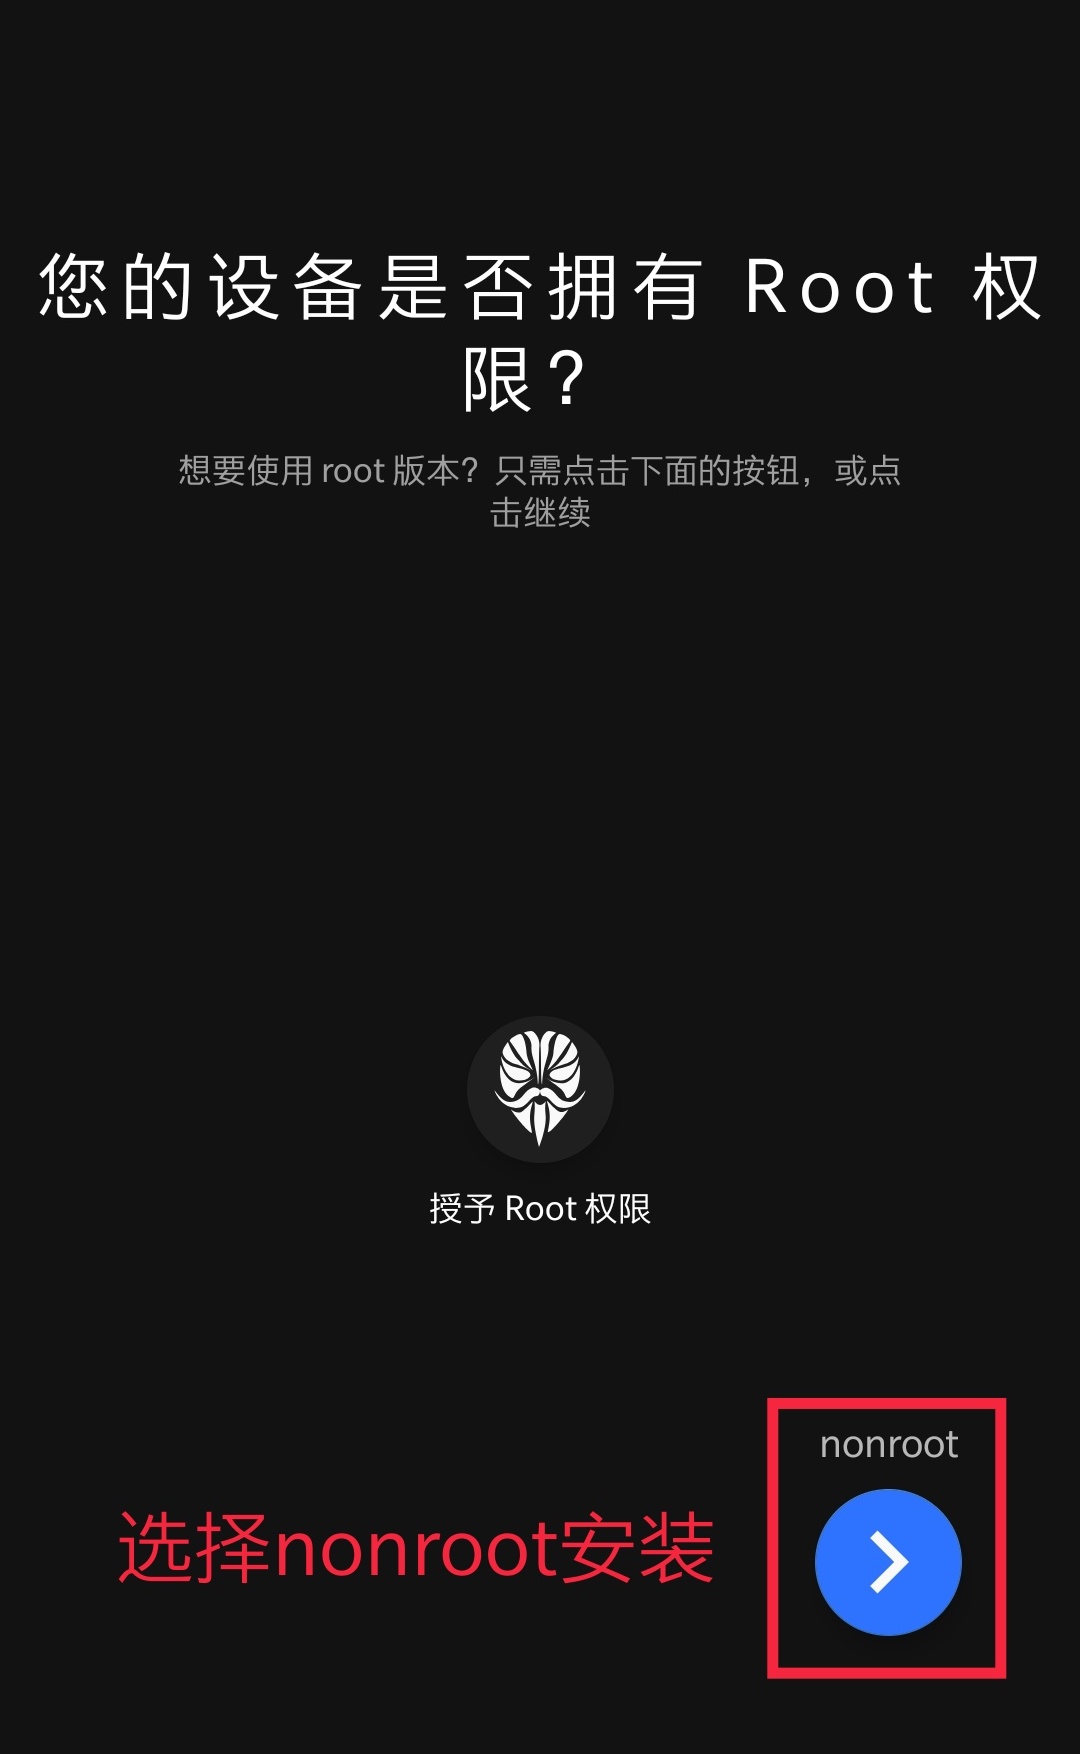 您的设备是否拥有 Root 权
限？
想要使用 root 版本？只需点击下面的按钮，或点
击继续
授予 Root 权限
nonroot
选择nonroot安装